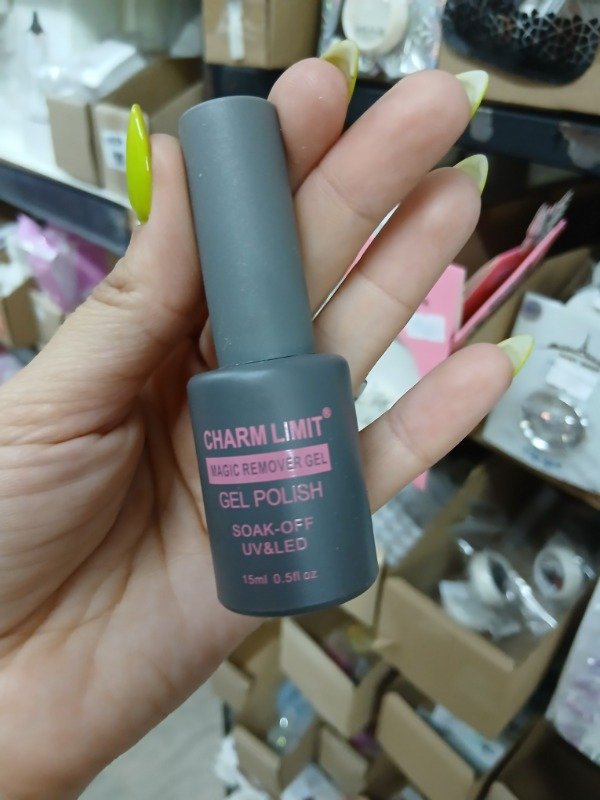 CHARM LIMIT®
MAGIC REMOVER GEL
GEL POLISH
SOAK-OFF
UV&LED
15ml 0.5fl oz